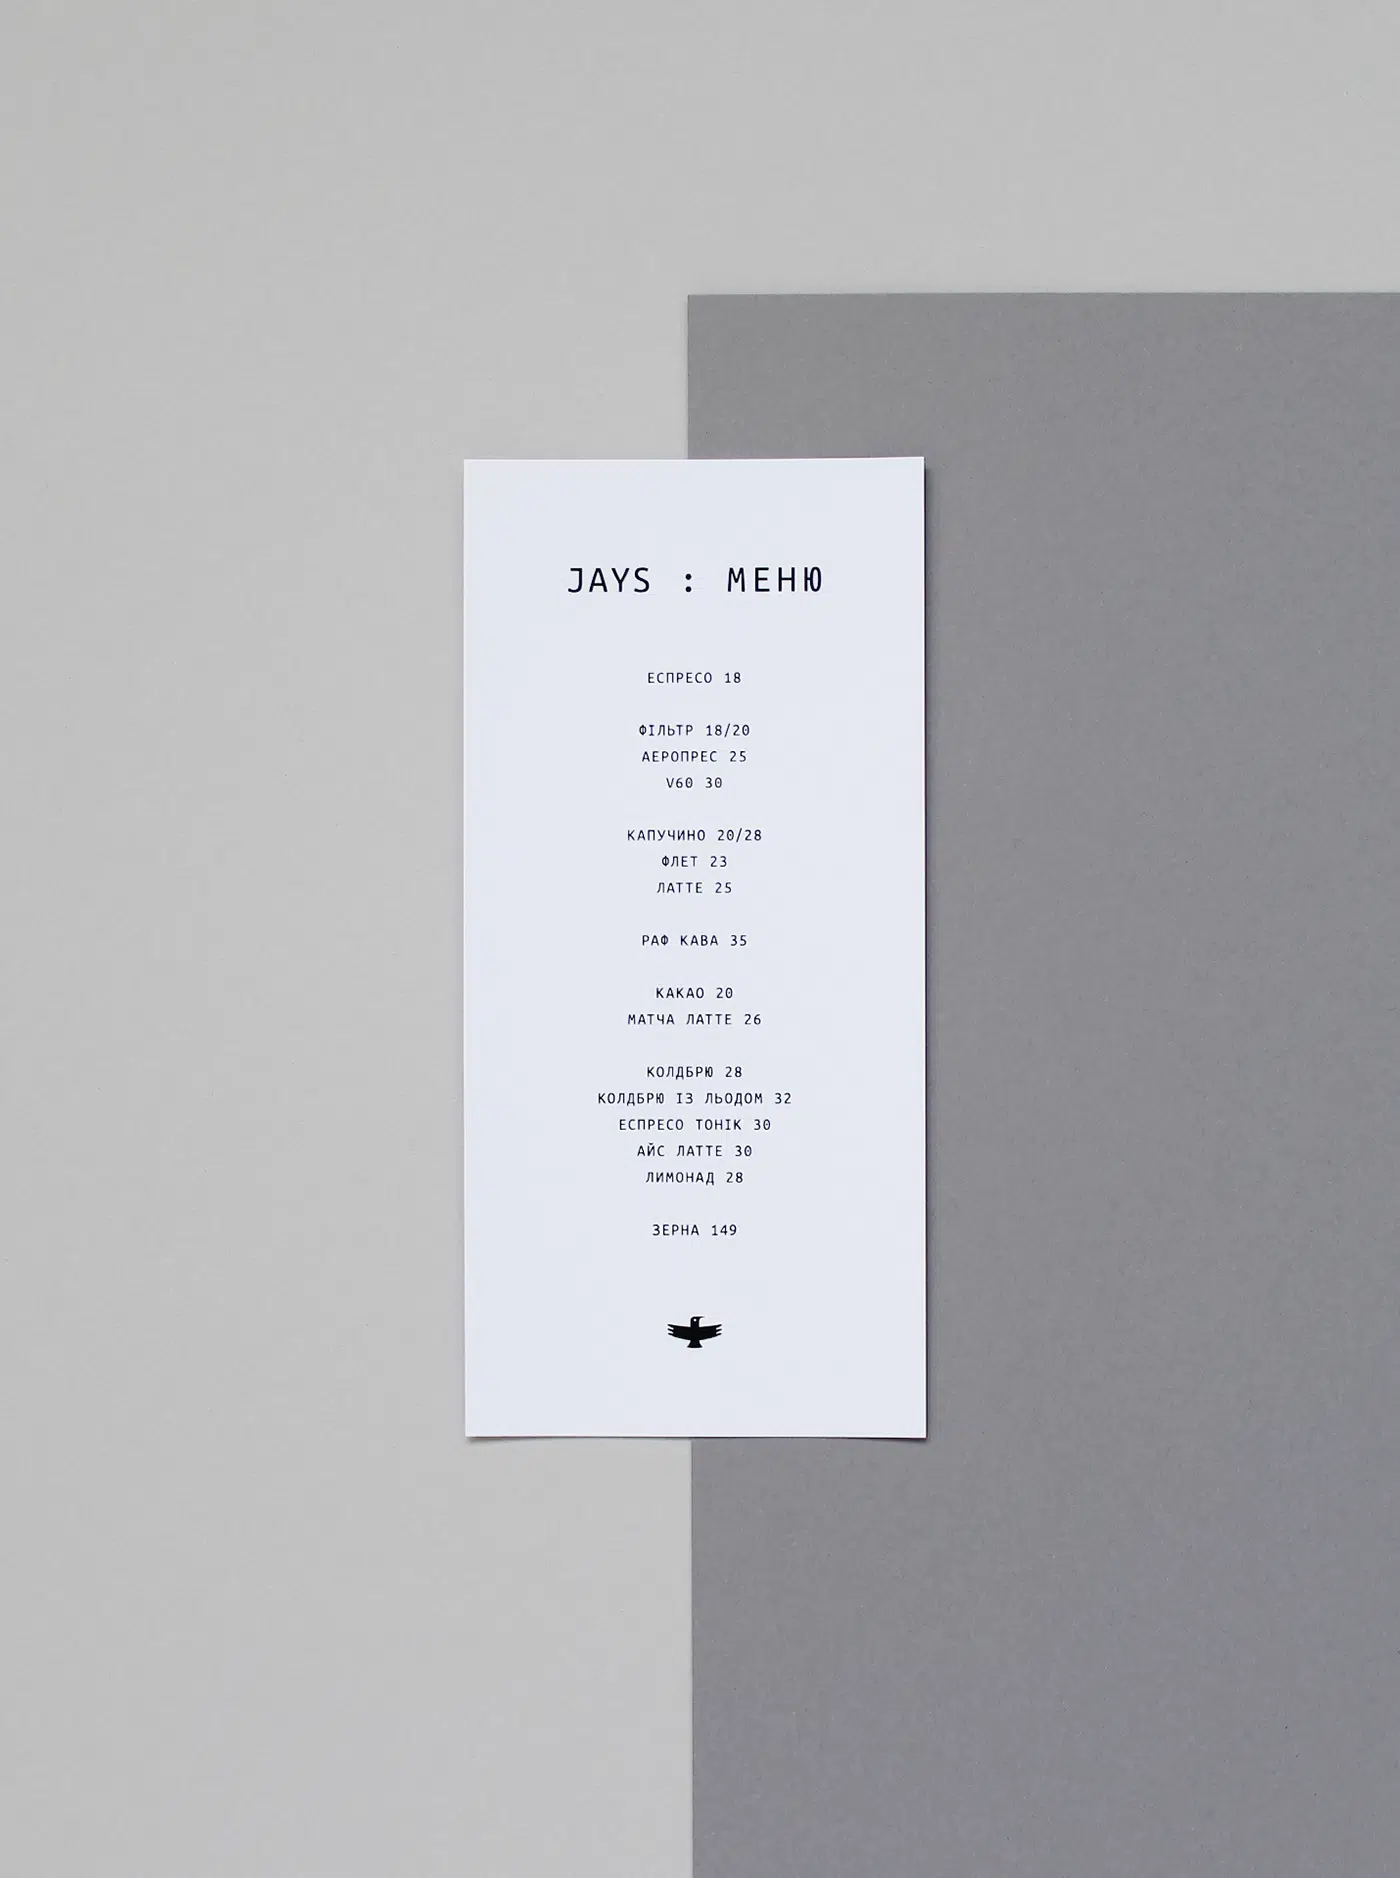 JAYS : МЕНЮ
ЕСПРЕСО 18
ФІЛЬТР 18/20
АЕРОПРЕС 25
V60 30
КАПУЧИНО 20/28
ФЛЕТ 23
ЛАТТЕ 25
РАФ КАВА 35
КАКАО 20
МАТЧА ЛАТТЕ 26
КОЛДБРЮ 28
КОЛДБРЮ ІЗ ЛЬОДОМ 32
ЕСПРЕСО ТОНІК 30
АЙС ЛАТТЕ 30
ЛИМОНАД 28
ЗЕРНА 149